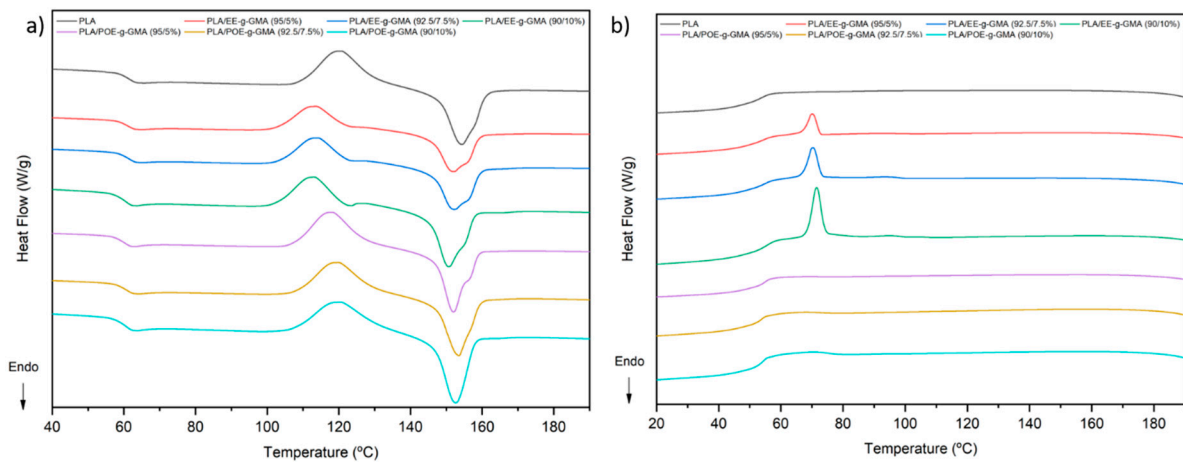 a)
PLA
PLA/EE-g-GMA (95/5%)
PLA/EE-g-GMA (92.5/7.5%)
PLA/EE-g-GMA (90/10%)
PLA/POE-g-GMA (95/5%)
PLA/POE-g-GMA (92.5/7.5%)
PLA/POE-g-GMA (90/10%)
Heat Flow (W/g)
Endo
40 60 80 100 120 140 160 180
Temperature (ºC)
b)
PLA
PLA/EE-g-GMA (95/5%)
PLA/EE-g-GMA (92.5/7.5%)
PLA/EE-g-GMA (90/10%)
PLA/POE-g-GMA (95/5%)
PLA/POE-g-GMA (92.5/7.5%)
PLA/POE-g-GMA (90/10%)
Heat Flow (W/g)
Endo
20 40 60 80 100 120 140 160 180
Temperature (ºC)